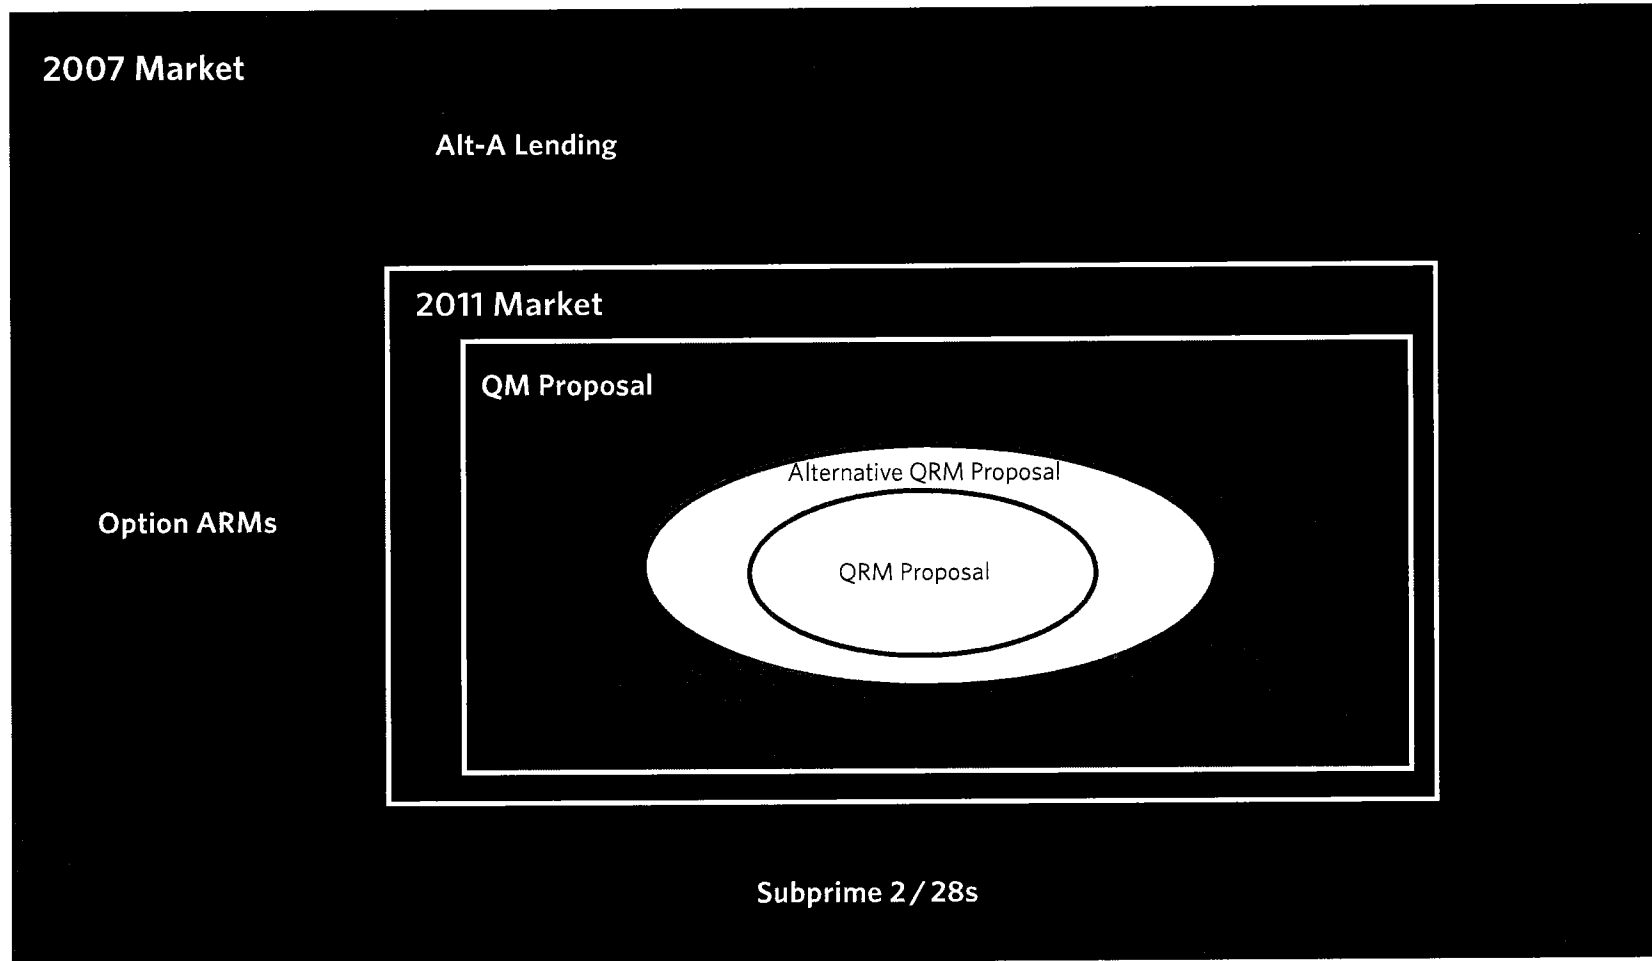 2007 Market
Alt-A Lending
2011 Market
QM Proposal
Alternative QRM Proposal
Option ARMs
QRM Proposal
Subprime 2/28s